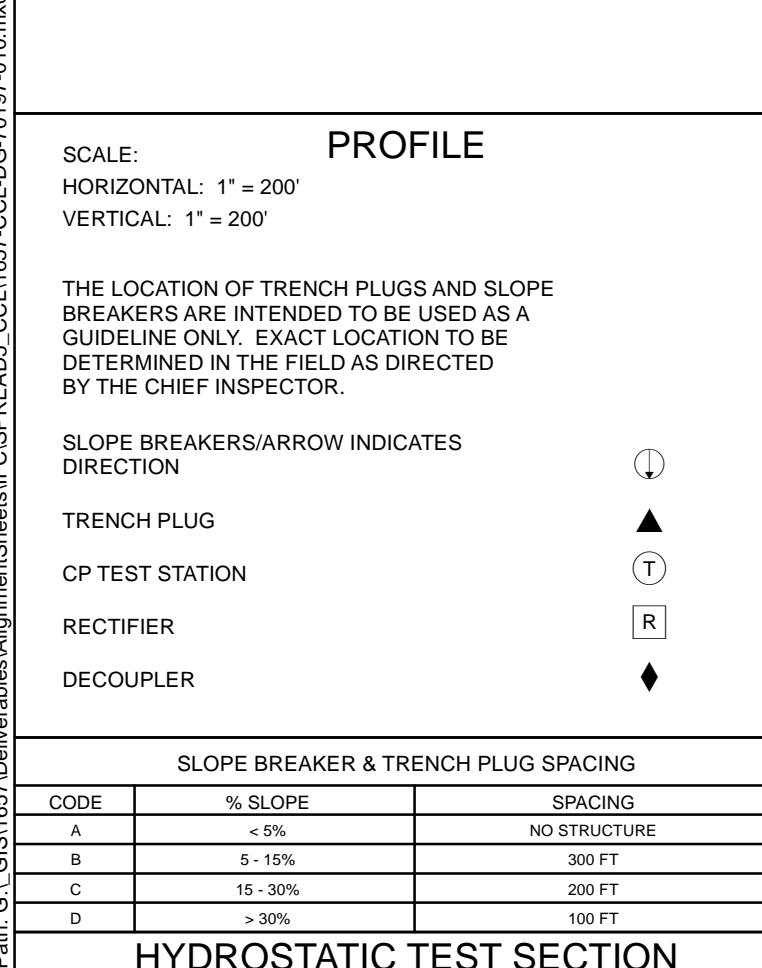 PROFILE
SCALE:
HORIZONTAL: 1" = 200'
VERTICAL: 1" = 200'
THE LOCATION OF TRENCH PLUGS AND SLOPE
BREAKERS ARE INTENDED TO BE USED AS A
GUIDELINE ONLY. EXACT LOCATION TO BE
DETERMINED IN THE FIELD AS DIRECTED
BY THE CHIEF INSPECTOR.
SLOPE BREAKERS/ARROW INDICATES
DIRECTION
TRENCH PLUG
CP TEST STATION T
RECTIFIER R
DECOUPLER
SLOPE BREAKER & TRENCH PLUG SPACING
CODE % SLOPE SPACING
A < 5% NO STRUCTURE
B 5 - 15% 300 FT
C 15 - 30% 200 FT
D > 30% 100 FT
HYDROSTATIC TEST SECTION